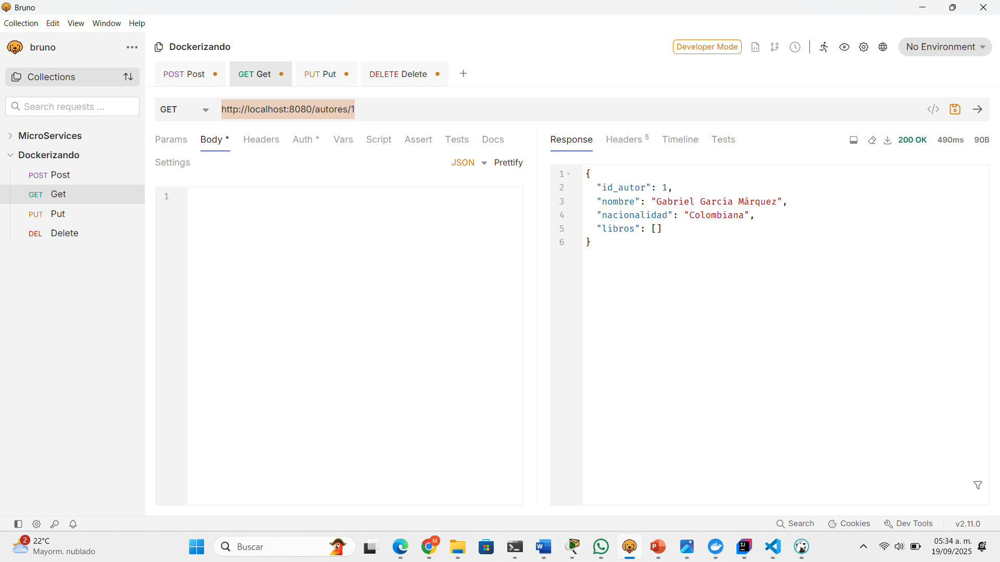 Bruno
Collection Edit View Window Help
bruno
Dockerizando
Developer Mode
No Environment
Collections
POST Post
GET Get
PUT Put
DELETE Delete
Search requests ...
GET
http://localhost:8080/autores/1
MicroServices
Dockerizando
POST Post
GET Get
PUT Put
DEL Delete
Params Body Headers Auth Vars Script Assert Tests Docs
Settings
JSON Prettify
1
Response Headers 5 Timeline Tests
200 OK 490ms 90B
1 {
2 "id_autor": 1,
3 "nombre": "Gabriel García Márquez",
4 "nacionalidad": "Colombiana",
5 "libros": []
6 }
Search Cookies Dev Tools v2.11.0
2
22°C
Mayorm. nublado
Buscar
M
W
P
IJ
05:34 a. m.
19/09/2025